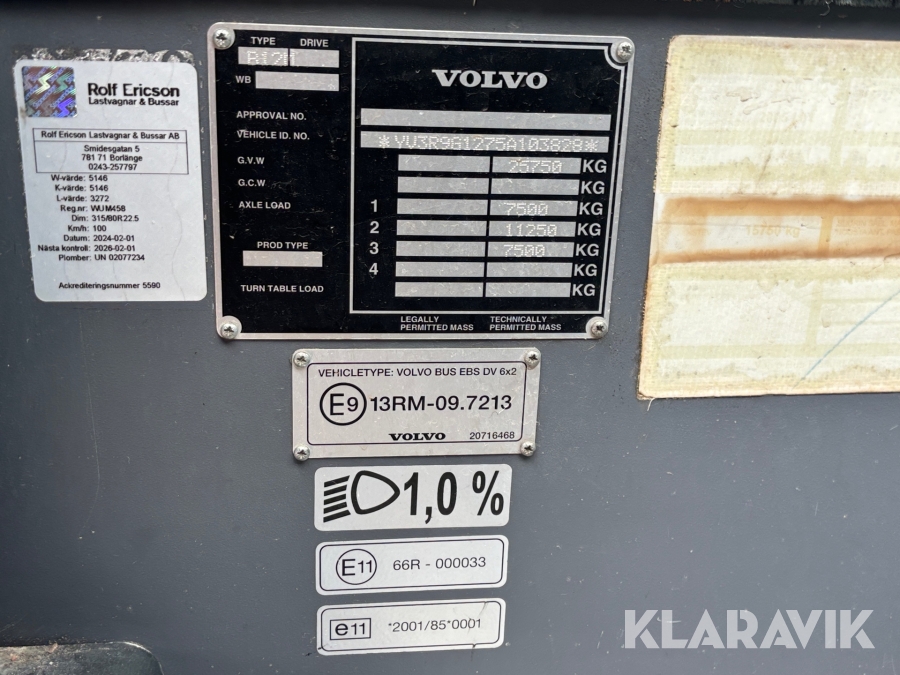 Rolf Ericson
Lastvagnar & Bussar
Rolf Ericson Lastvagnar & Bussar AB
Smidesgatan 5
781 71 Borlänge
0243-257797
W-värde: 5146
K-värde: 5146
L-värde: 3272
Reg.nr: WUM458
Dim: 315/80R22.5
Km/h: 100
Datum: 2024-02-01
Nästa kontroll: 2026-02-01
Plomber: UN 02077234
Ackrediteringsnummer 5590
TYPE DRIVE
B12M
WB
VOLVO
APPROVAL NO.
VEHICLE ID. NO. *VV3R9G1275A103828*
G.V.W 25750 KG
G.C.W KG
AXLE LOAD 1 7500 KG
2 11250 KG
PROD TYPE 3 7500 KG
4 KG
TURN TABLE LOAD KG
LEGALLY PERMITTED MASS
TECHNICALLY PERMITTED MASS
VEHICLETYPE: VOLVO BUS EBS DV 6x2
E9 13RM-09.7213
VOLVO 20716468
1,0 %
E11 66R - 000033
e11 *2001/85*0001
KLARAVIK